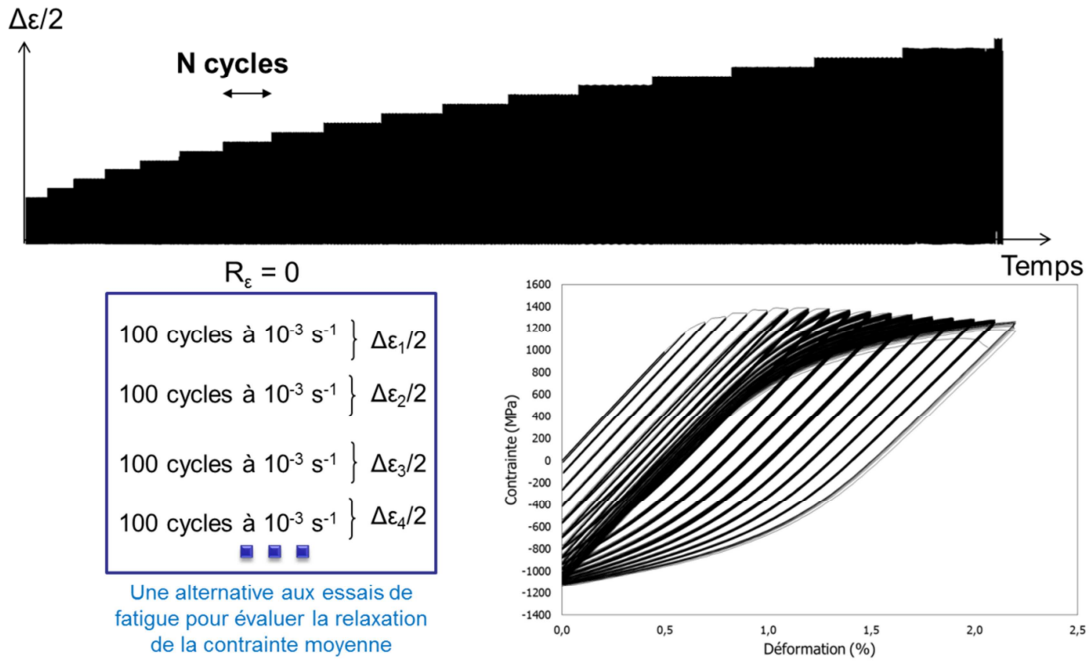 Δε/2
N cycles
Temps
Rε = 0
100 cycles à 10-3 s-1 } Δε1/2
100 cycles à 10-3 s-1 } Δε2/2
100 cycles à 10-3 s-1 } Δε3/2
100 cycles à 10-3 s-1 } Δε4/2
Une alternative aux essais de
fatigue pour évaluer la relaxation
de la contrainte moyenne
Contrainte (MPa)
1600
1400
1200
1000
800
600
400
200
0
-200
-400
-600
-800
-1000
-1200
-1400
0,0
0,5
1,0
1,5
2,0
2,5
Déformation (%)